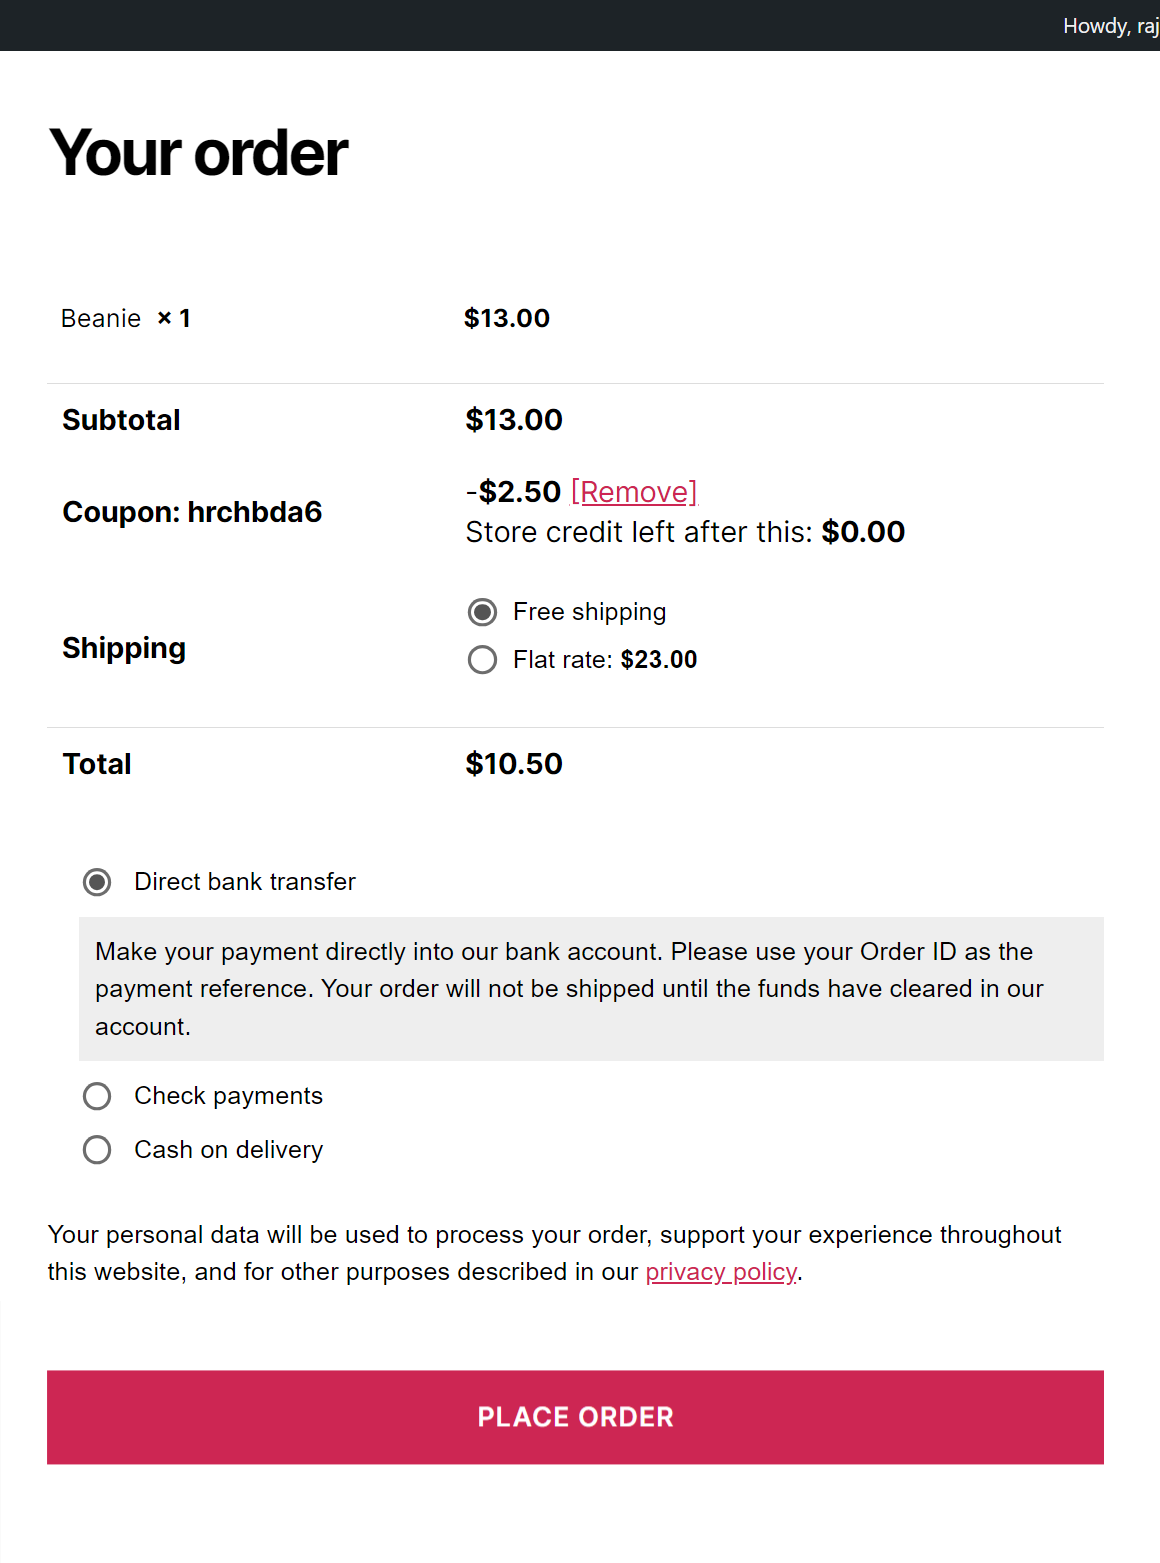 Howdy, raj
Your order
Beanie × 1 $13.00
Subtotal $13.00
Coupon: hrchbda6 -$2.50 [Remove]
Store credit left after this: $0.00
Shipping
Free shipping
Flat rate: $23.00
Total $10.50
Direct bank transfer
Make your payment directly into our bank account. Please use your Order ID as the
payment reference. Your order will not be shipped until the funds have cleared in our
account.
Check payments
Cash on delivery
Your personal data will be used to process your order, support your experience throughout
this website, and for other purposes described in our privacy policy.
PLACE ORDER